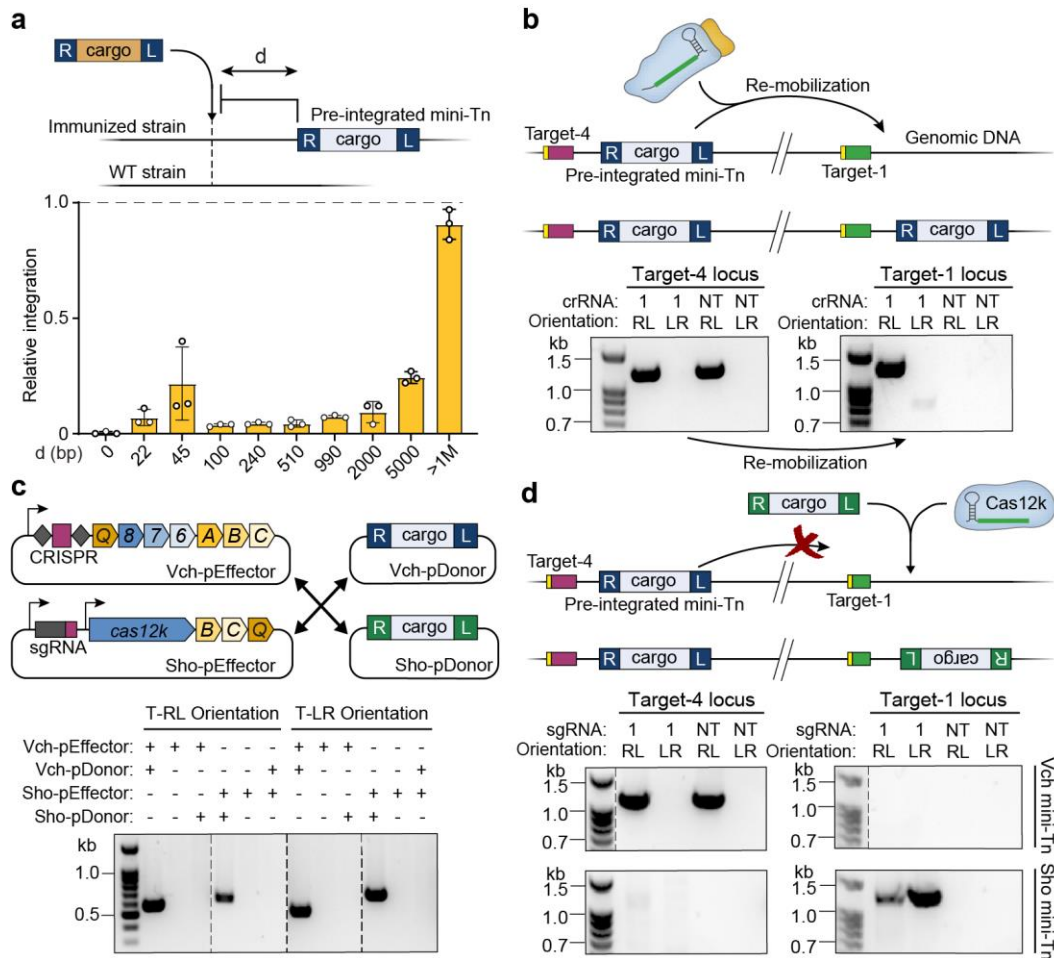 a
R cargo L
d
Pre-integrated mini-Tn
Immunized strain
R cargo L
WT strain
Relative integration
1.0
0.5
0
d (bp)
0 22 45 100 240 510 990 2000 5000 >1M
b
Re-mobilization
Target-4
Genomic DNA
R cargo L
Pre-integrated mini-Tn
Target-1
R cargo L
R cargo L
Target-4 locus
crRNA: 1 1 NT NT
Orientation: RL LR RL LR
kb
1.5
1.0
0.7
Target-1 locus
crRNA: 1 1 NT NT
Orientation: RL LR RL LR
kb
1.5
1.0
0.7
Re-mobilization
c
Q 8 7 6 A B C
CRISPR
Vch-pEffector
R cargo L
Vch-pDonor
sgRNA
cas12k B C Q
Sho-pEffector
R cargo L
Sho-pDonor
T-RL Orientation T-LR Orientation
Vch-pEffector: + + + - - - + + + - - -
Vch-pDonor: + - - - - + + - - - - +
Sho-pEffector: - - - + + + - - - + + +
Sho-pDonor: - - + + - - - - + + - -
kb
1.0
0.5
d
R cargo L
Cas12k
Target-4
R cargo L
Pre-integrated mini-Tn
Target-1
R cargo L
L cargo R
Target-4 locus
sgRNA: 1 1 NT NT
Orientation: RL LR RL LR
kb
1.5
1.0
0.7
kb
1.5
1.0
0.7
Target-1 locus
sgRNA: 1 1 NT NT
Orientation: RL LR RL LR
kb
1.5
1.0
0.7
Vch mini-Tn
kb
1.5
1.0
0.7
Sho mini-Tn